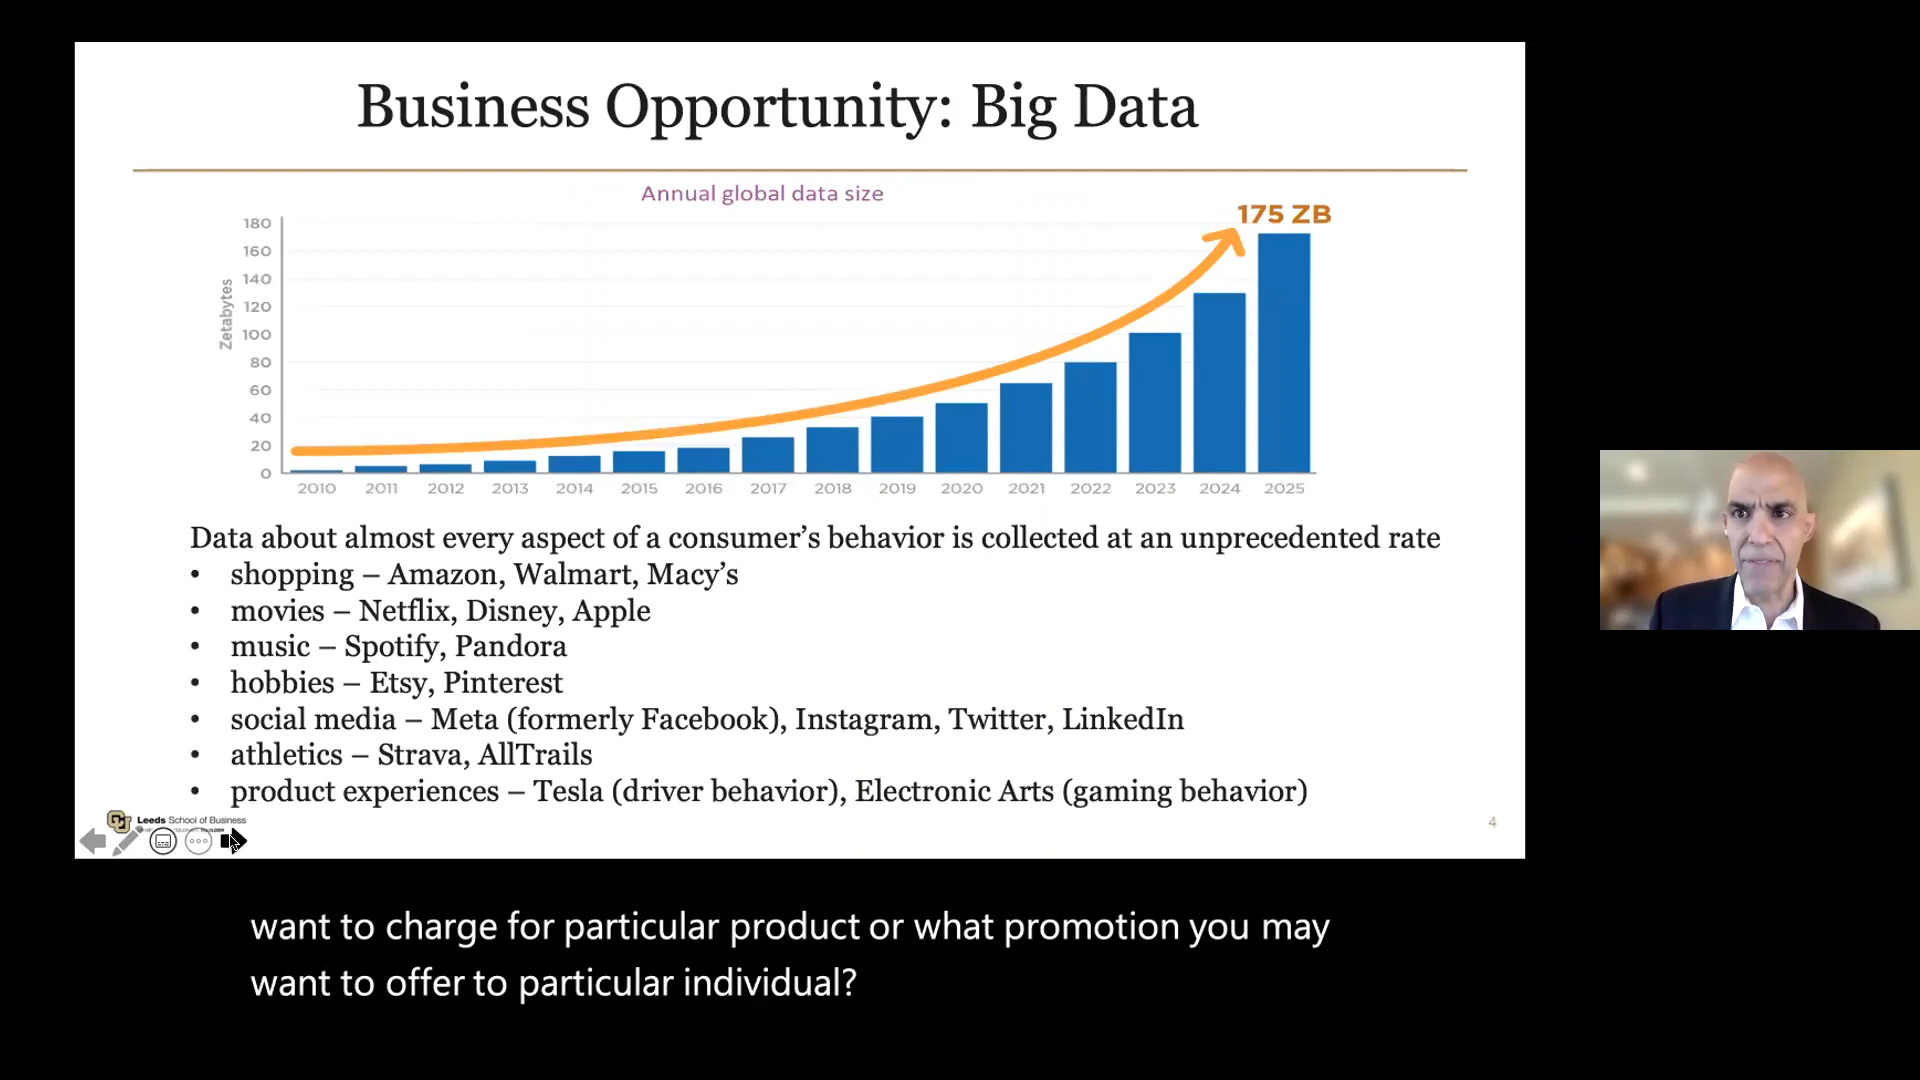 Business Opportunity: Big Data
Annual global data size
175 ZB
Zetabytes
180
160
140
120
100
80
60
40
20
0
2010 2011 2012 2013 2014 2015 2016 2017 2018 2019 2020 2021 2022 2023 2024 2025
Data about almost every aspect of a consumer’s behavior is collected at an unprecedented rate
• shopping – Amazon, Walmart, Macy’s
• movies – Netflix, Disney, Apple
• music – Spotify, Pandora
• hobbies – Etsy, Pinterest
• social media – Meta (formerly Facebook), Instagram, Twitter, LinkedIn
• athletics – Strava, AllTrails
• product experiences – Tesla (driver behavior), Electronic Arts (gaming behavior)
CU Leeds School of Business
4
want to charge for particular product or what promotion you may
want to offer to particular individual?